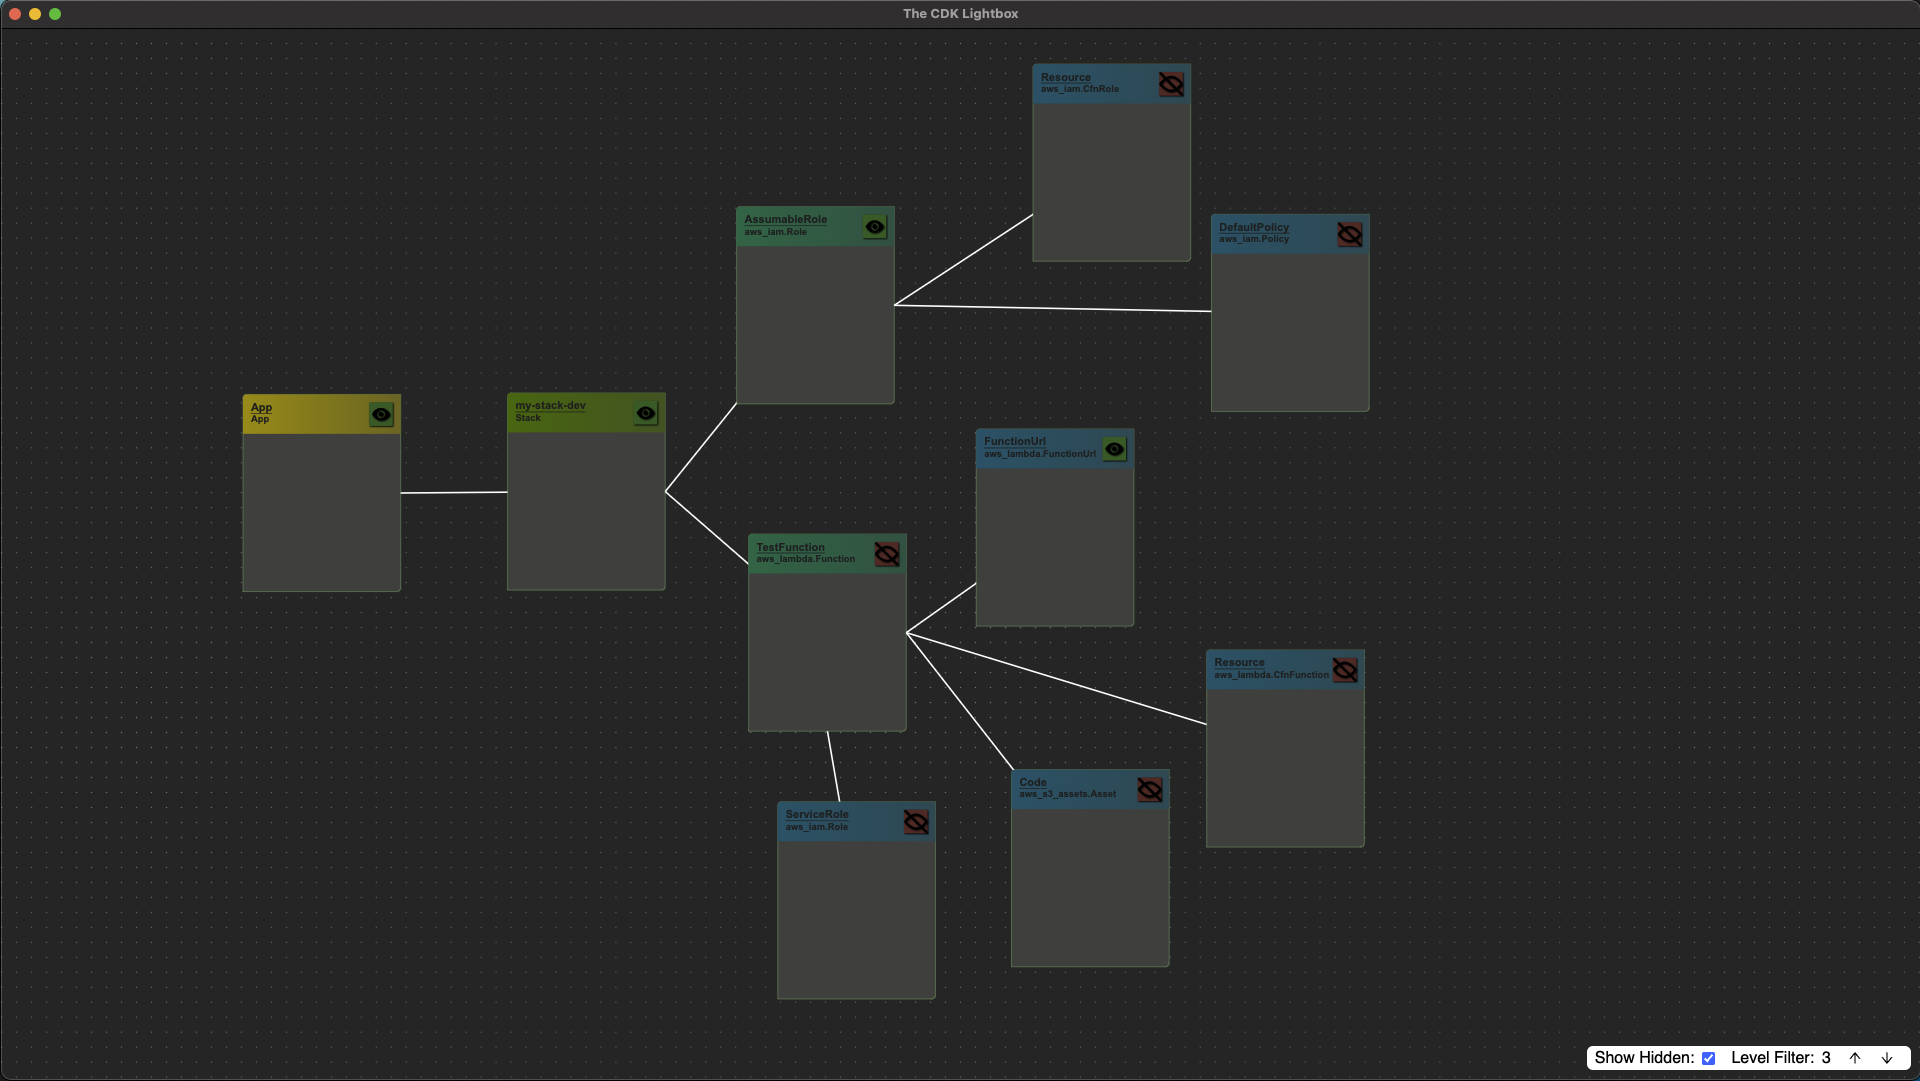 The CDK Lightbox
Resource
aws_iam.CfnRole
AssumableRole
aws_iam.Role
DefaultPolicy
aws_iam.Policy
App
App
my-stack-dev
Stack
FunctionUrl
aws_lambda.FunctionUrl
TestFunction
aws_lambda.Function
Resource
aws_lambda.CfnFunction
Code
aws_s3_assets.Asset
ServiceRole
aws_iam.Role
Show Hidden: Level Filter: 3 ↑ ↓